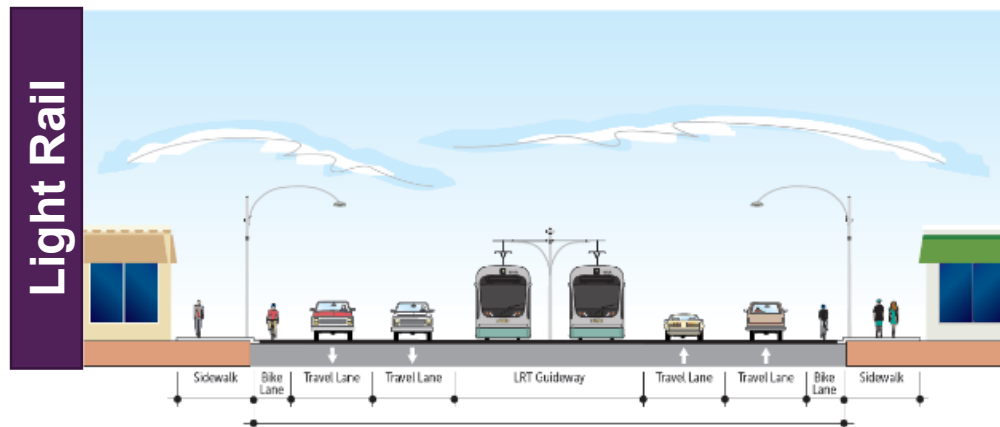 Light Rail
Sidewalk
Bike
Lane
Travel Lane
Travel Lane
LRT Guideway
Travel Lane
Travel Lane
Bike
Lane
Sidewalk